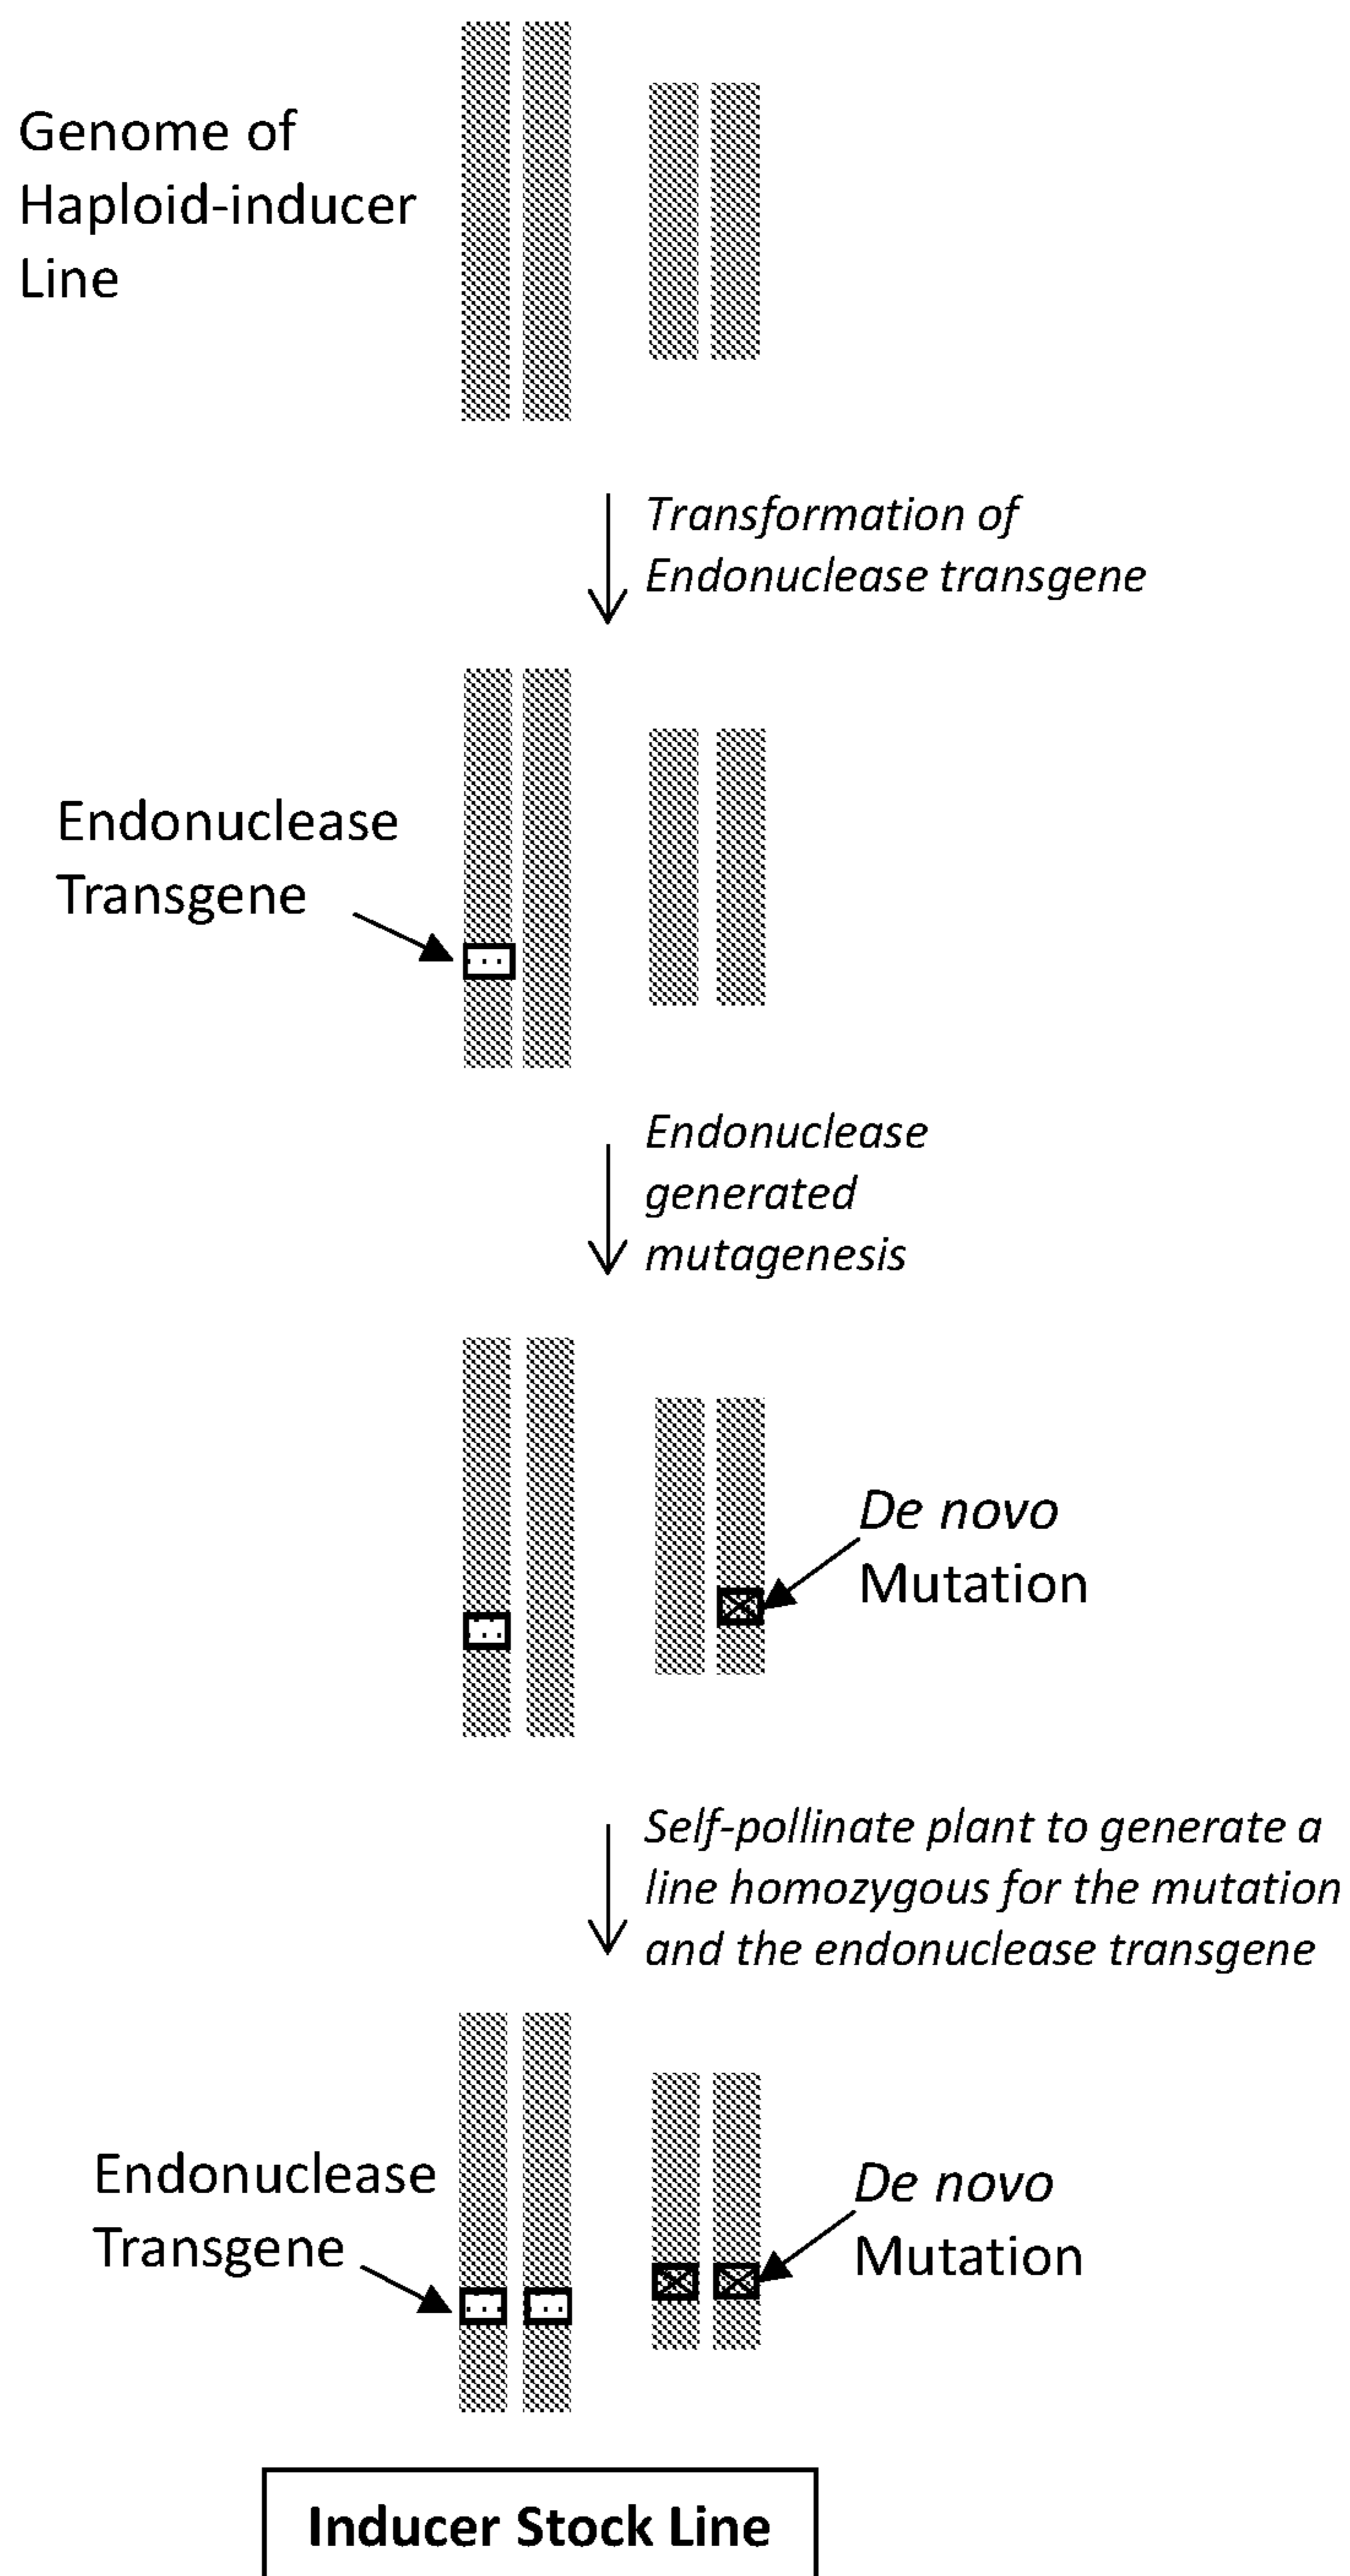 Genome of
Haploid-inducer
Line
Transformation of
Endonuclease transgene
Endonuclease
Transgene
Endonuclease
generated
mutagenesis
De novo
Mutation
Self-pollinate plant to generate a
line homozygous for the mutation
and the endonuclease transgene
Endonuclease
Transgene
De novo
Mutation
Inducer Stock Line